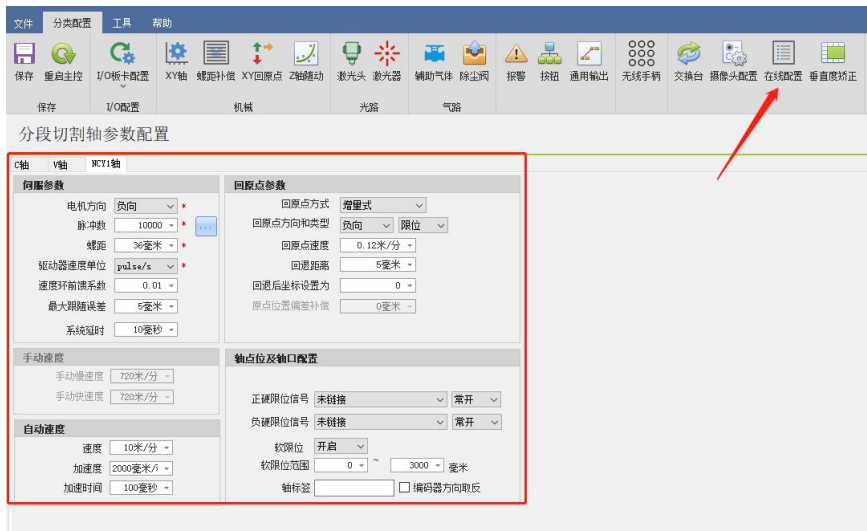 文件 分类配置 工具 帮助
保存 重启主控 I/O板卡配置 XY轴 螺距补偿 XY回原点 Z轴随动 激光头 激光器 辅助气体 除尘阀 报警 按钮 通用输出 无线手柄 交换台 摄像头配置 在线配置 垂直度矫正
保存 I/O配置 机械 光路 气路
分段切割轴参数配置
C轴 V轴 NCY1轴
伺服参数
电机方向 负向 *
脉冲数 10000 * ...
螺距 36毫米 *
驱动器速度单位 pulse/s *
速度环前馈系数 0.01
最大跟随误差 5毫米
系统延时 10毫秒
手动速度
手动慢速度 720米/分
手动快速度 720米/分
自动速度
速度 10米/分
加速度 2000毫米/
加速时间 100毫秒
回原点参数
回原点方式 增量式
回原点方向和类型 负向 限位
回原点速度 0.12米/分
回退距离 5毫米
回退后坐标设置为 0
原点位置偏差补偿 0毫米
轴点位及轴口配置
正硬限位信号 未链接 常开
负硬限位信号 未链接 常开
软限位 开启
软限位范围 0 ~ 3000 毫米
轴标签 编码器方向取反